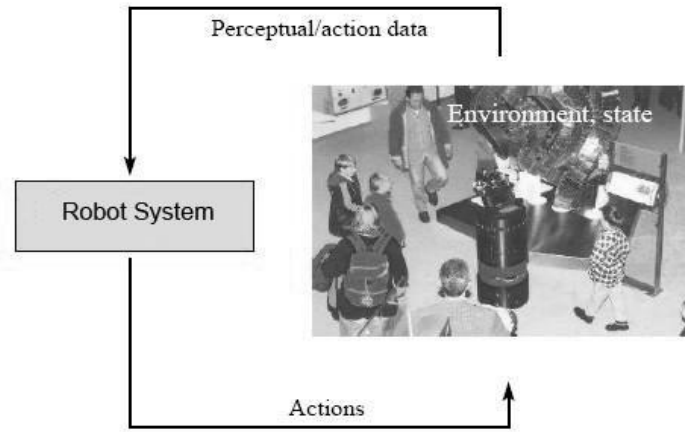 Perceptual/action data
Environment, state
Robot System
Actions